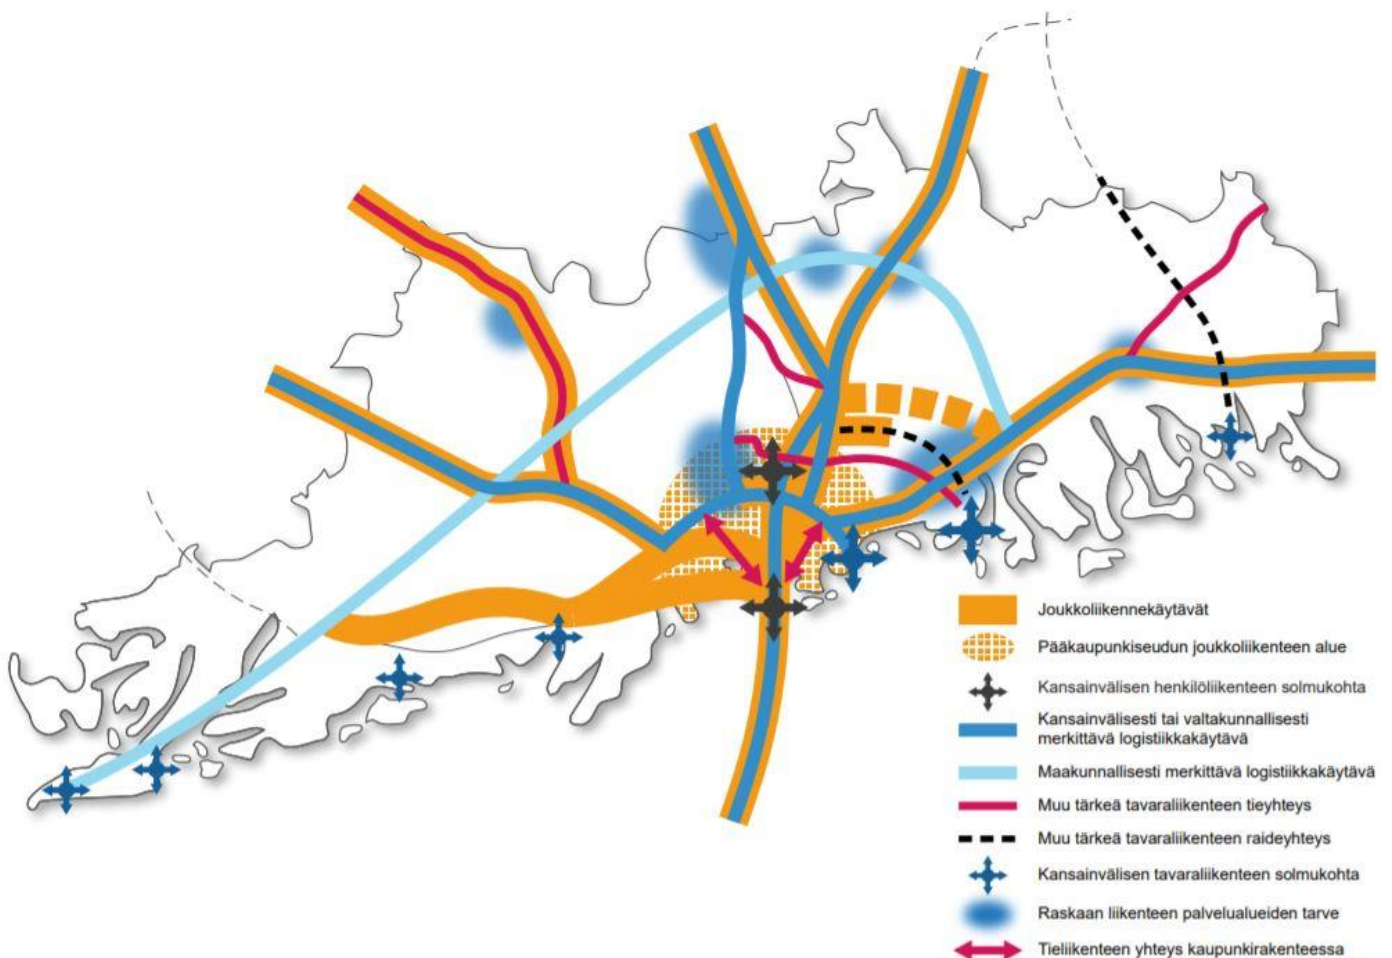 Joukkoliikennekäytävät
Pääkaupunkiseudun joukkoliikenteen alue
Kansainvälisen henkilöliikenteen solmukohta
Kansainvälisesti tai valtakunnallisesti
merkittävä logistiikkakäytävä
Maakunnallisesti merkittävä logistiikkakäytävä
Muu tärkeä tavaraliikenteen tieyhteys
Muu tärkeä tavaraliikenteen raideyhteys
Kansainvälisen tavaraliikenteen solmukohta
Raskaan liikenteen palvelualueiden tarve
Tieliikenteen yhteys kaupunkirakenteessa